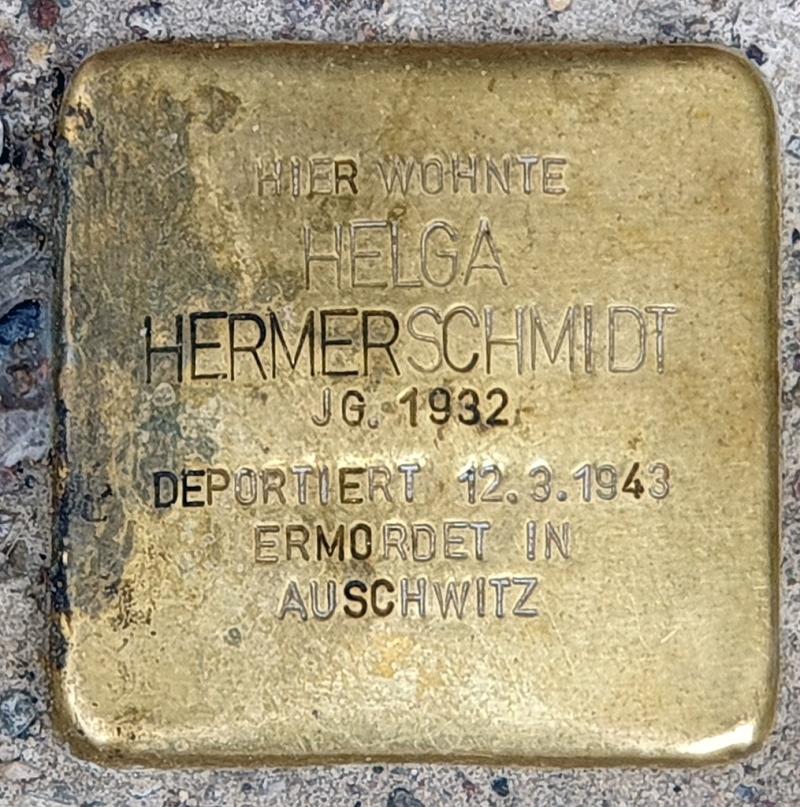 HIER WOHNTE
HELGA
HERMERSCHMIDT
JG. 1932
DEPORTIERT 12.3.1943
ERMORDET IN
AUSCHWITZ